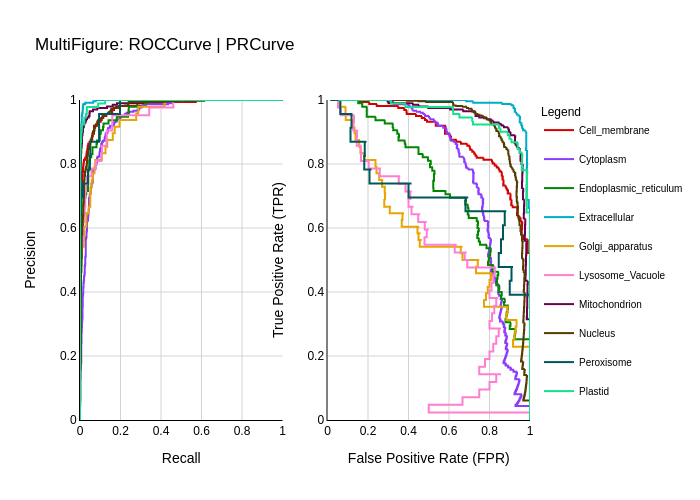 MultiFigure: ROCCurve | PRCurve
Precision
1
0.8
0.6
0.4
0.2
0
0 0.2 0.4 0.6 0.8 1
Recall
True Positive Rate (TPR)
1
0.8
0.6
0.4
0.2
0
0 0.2 0.4 0.6 0.8 1
False Positive Rate (FPR)
Legend
Cell_membrane
Cytoplasm
Endoplasmic_reticulum
Extracellular
Golgi_apparatus
Lysosome_Vacuole
Mitochondrion
Nucleus
Peroxisome
Plastid